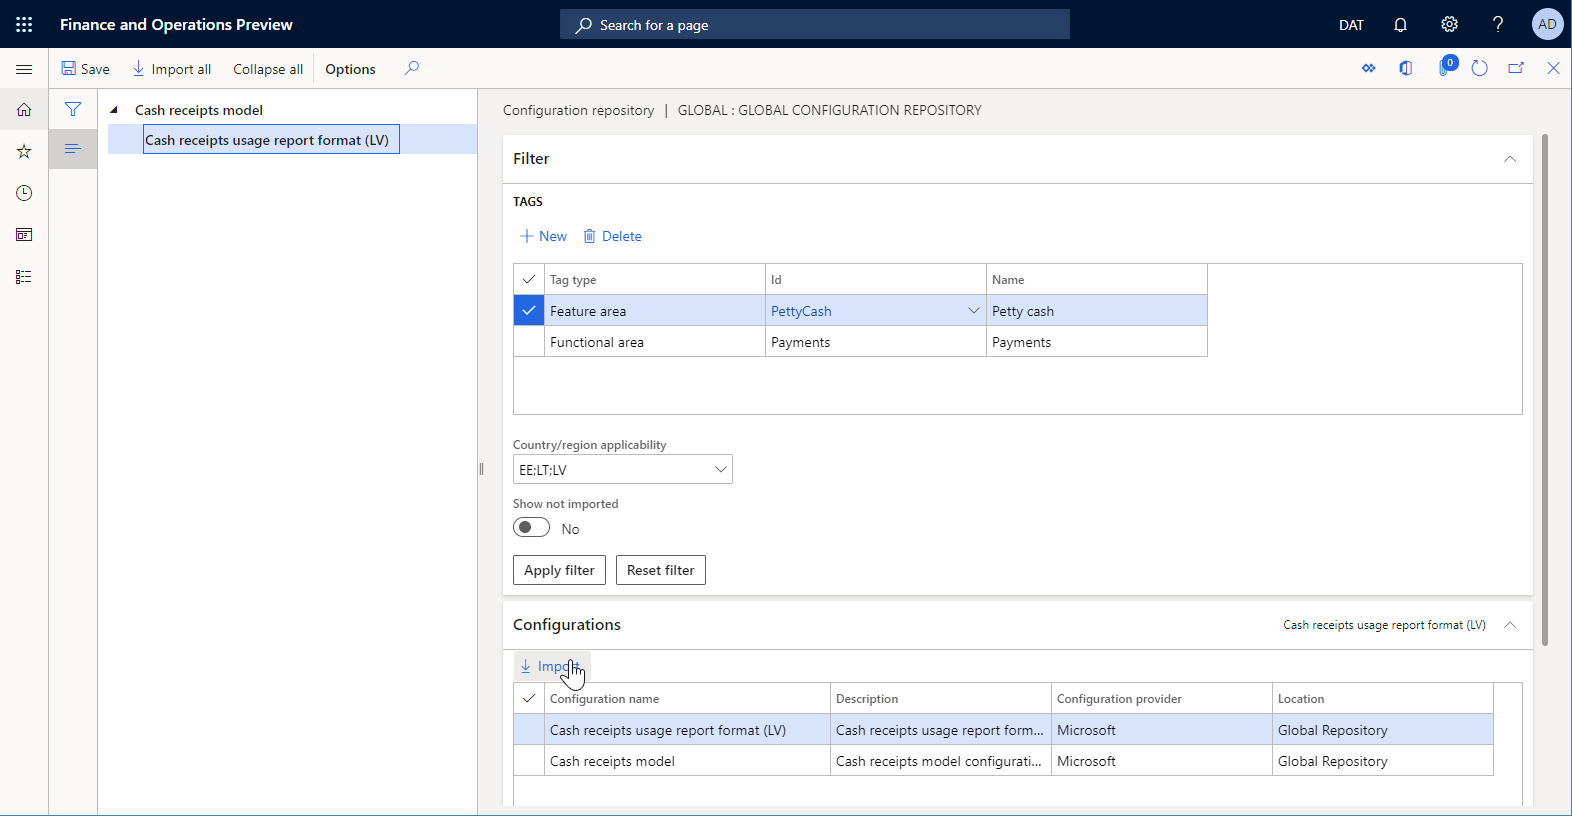 Finance and Operations Preview
Search for a page
DAT
?
AD
Save
Import all
Collapse all
Options
0
Cash receipts model
Cash receipts usage report format (LV)
Configuration repository | GLOBAL : GLOBAL CONFIGURATION REPOSITORY
Filter
TAGS
New
Delete
Tag type Id Name
Feature area PettyCash Petty cash
Functional area Payments Payments
Country/region applicability
EE;LT;LV
Show not imported
No
Apply filter
Reset filter
Configurations
Cash receipts usage report format (LV)
Import
Configuration name Description Configuration provider Location
Cash receipts usage report format (LV) Cash receipts usage report form... Microsoft Global Repository
Cash receipts model Cash receipts model configurati... Microsoft Global Repository